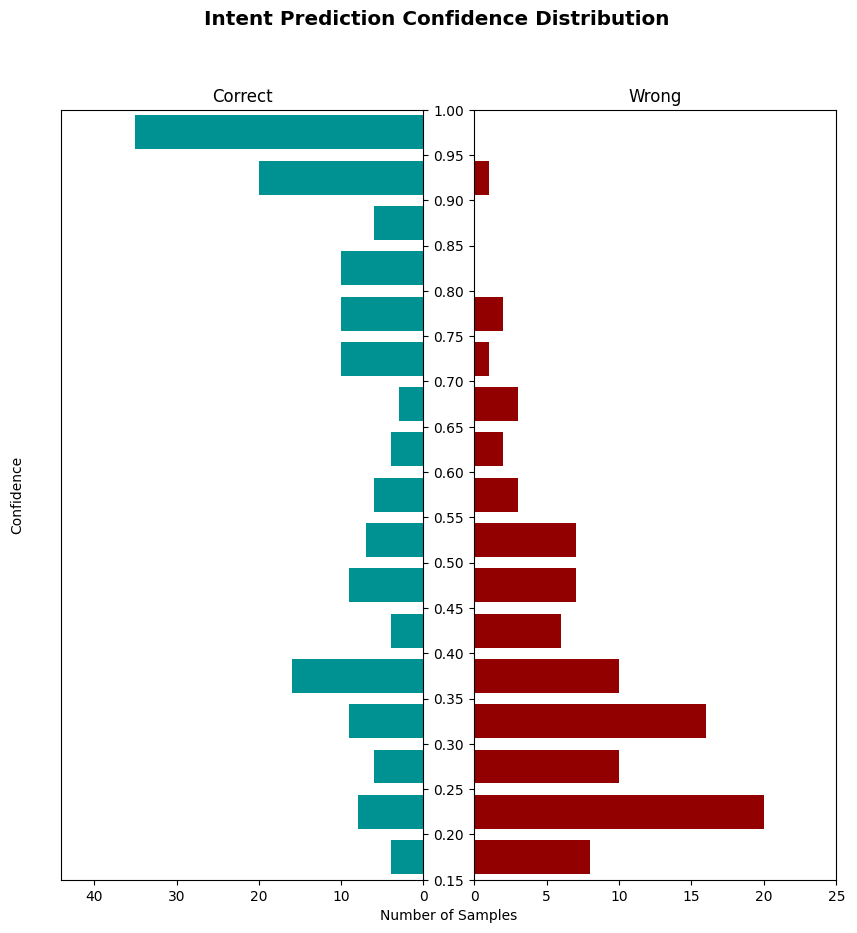 Intent Prediction Confidence Distribution
Correct
Wrong
1.00
0.95
0.90
0.85
0.80
0.75
0.70
0.65
0.60
0.55
0.50
0.45
0.40
0.35
0.30
0.25
0.20
0.15
Confidence
40 30 20 10 0
0 5 10 15 20 25
Number of Samples